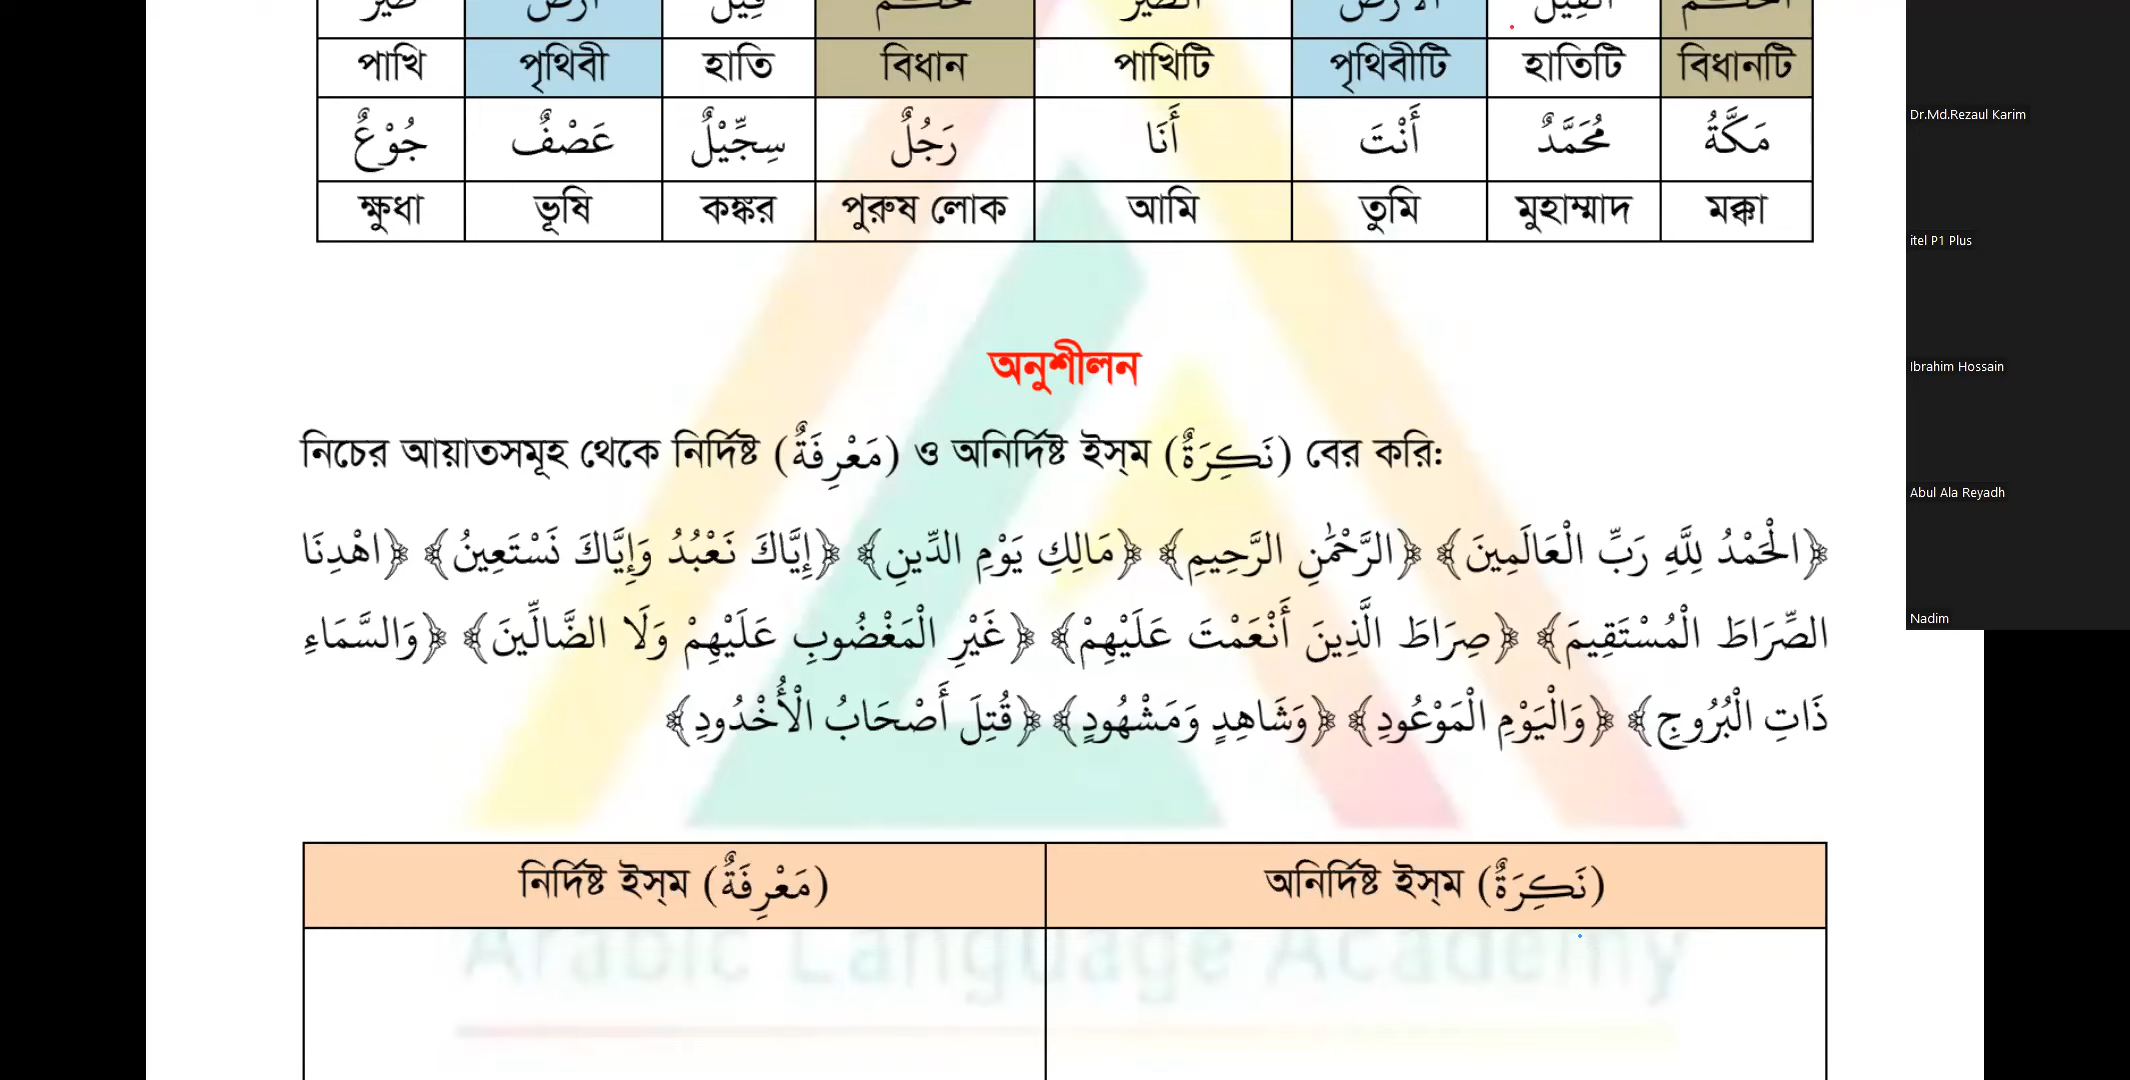 পাখি পৃথিবী হাতি বিধান পাখিটি পৃথিবীটি হাতিটি বিধানটি
جُوْعٌ عَصْفٌ سِجِّيْلٌ رَجُلٌ أَنَا أَنْتَ مُحَمَّدٌ مَكَّةُ
ক্ষুধা ভূষি কঙ্কর পুরুষ লোক আমি তুমি মুহাম্মাদ মক্কা
অনুশীলন
নিচের আয়াতসমূহ থেকে নির্দিষ্ট (مَعْرِفَةٌ) ও অনির্দিষ্ট ইস্‌ম (نَكِرَةٌ) বের করি:
﴿الْحَمْدُ لِلَّهِ رَبِّ الْعَالَمِينَ﴾ ﴿الرَّحْمَٰنِ الرَّحِيمِ﴾ ﴿مَالِكِ يَوْمِ الدِّينِ﴾ ﴿إِيَّاكَ نَعْبُدُ وَإِيَّاكَ نَسْتَعِينُ﴾ ﴿اهْدِنَا
الصِّرَاطَ الْمُسْتَقِيمَ﴾ ﴿صِرَاطَ الَّذِينَ أَنْعَمْتَ عَلَيْهِمْ﴾ ﴿غَيْرِ الْمَغْضُوبِ عَلَيْهِمْ وَلَا الضَّالِّينَ﴾ ﴿وَالسَّمَاءِ
ذَاتِ الْبُرُوجِ﴾ ﴿وَالْيَوْمِ الْمَوْعُودِ﴾ ﴿وَشَاهِدٍ وَمَشْهُودٍ﴾ ﴿قُتِلَ أَصْحَابُ الْأُخْدُودِ﴾
নির্দিষ্ট ইস্‌ম (مَعْرِفَةٌ) অনির্দিষ্ট ইস্‌ম (نَكِرَةٌ)
Arabic Language Academy
Dr.Md.Rezaul Karim
itel P1 Plus
Ibrahim Hossain
Abul Ala Reyadh
Nadim